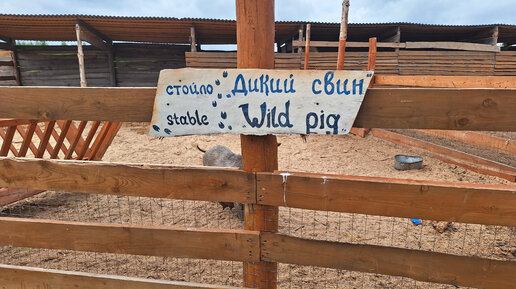 стойло Дикий свин
stable Wild pig